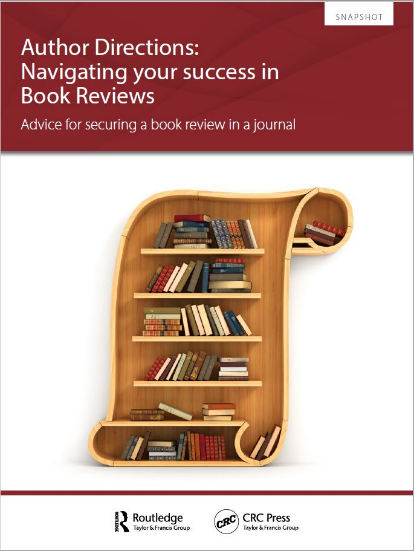 SNAPSHOT
Author Directions:
Navigating your success in
Book Reviews
Advice for securing a book review in a journal
Routledge
Taylor & Francis Group
CRC
CRC Press
Taylor & Francis Group